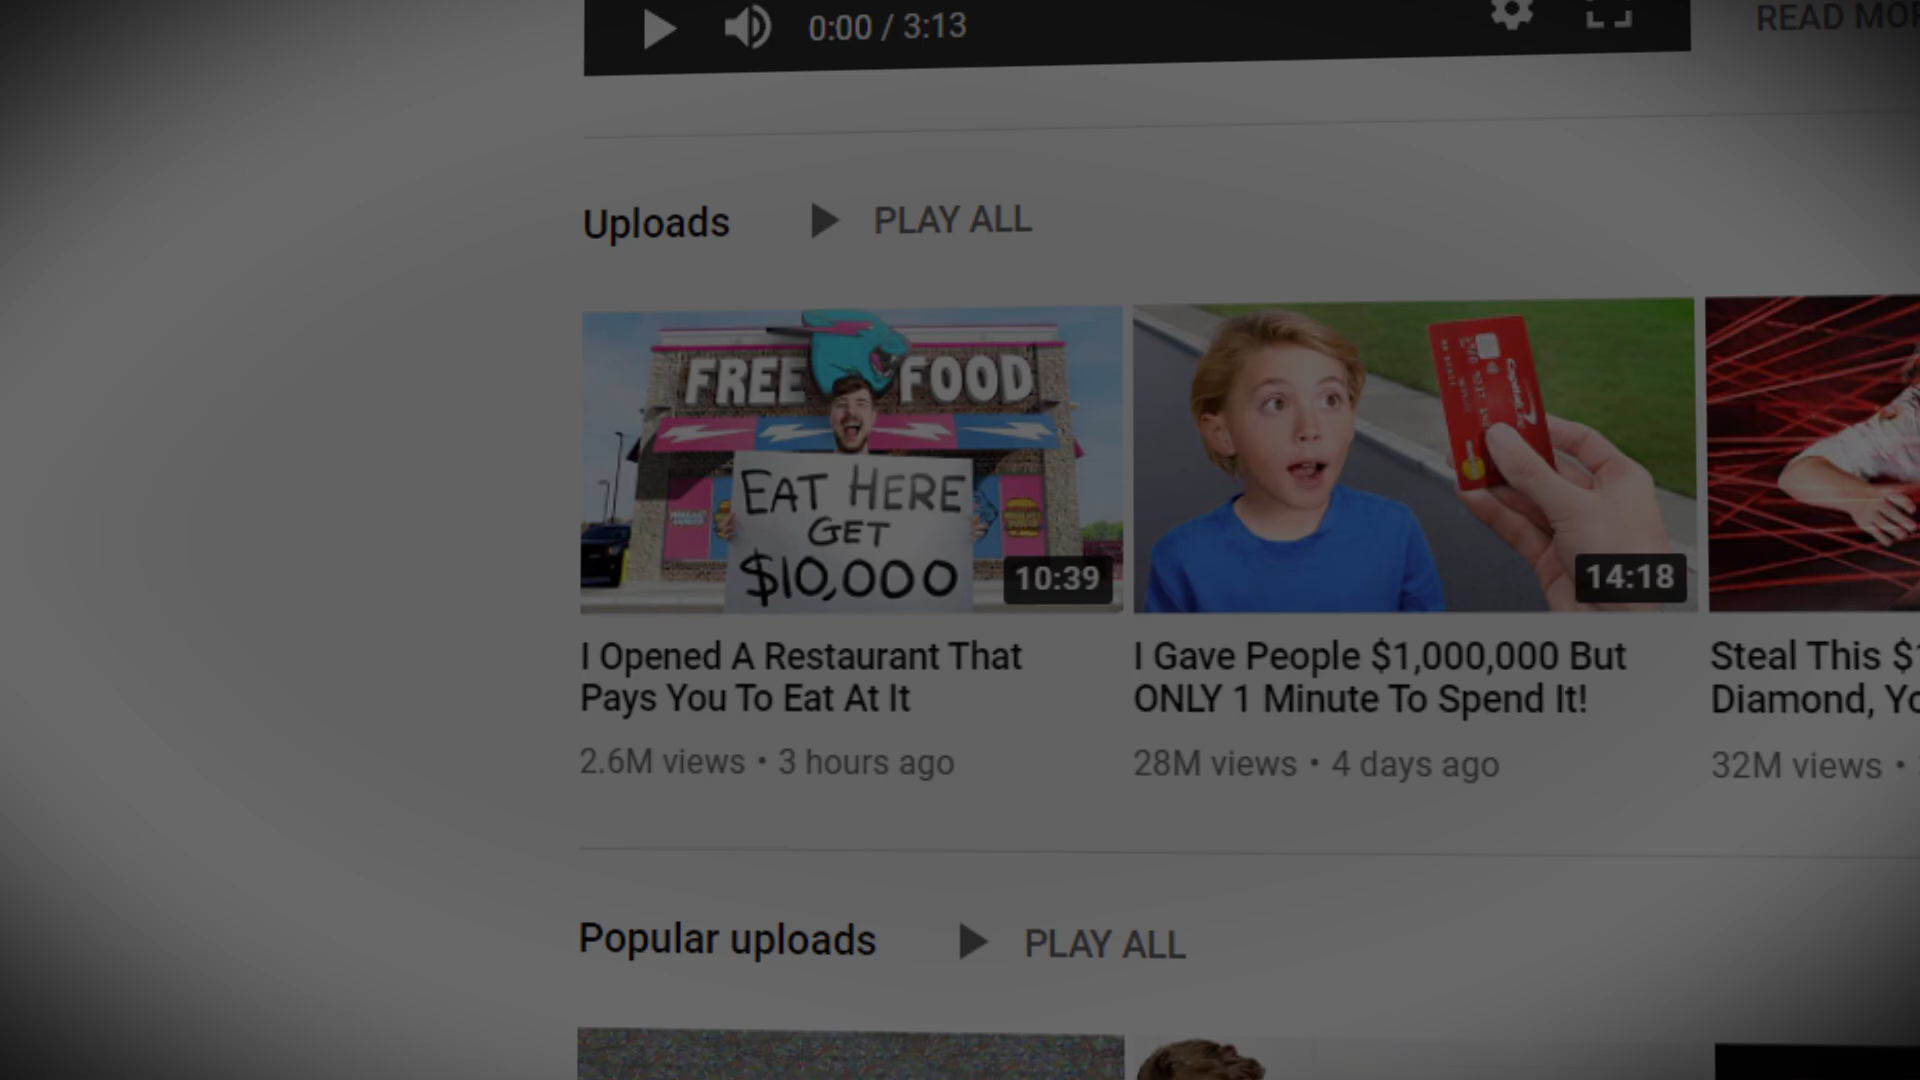 0:00 / 3:13
READ MO
Uploads
PLAY ALL
FREE FOOD
EAT HERE
GET
$10,000
10:39
Capital
14:18
I Opened A Restaurant That
Pays You To Eat At It
2.6M views • 3 hours ago
I Gave People $1,000,000 But
ONLY 1 Minute To Spend It!
28M views • 4 days ago
Steal This $1
Diamond, Yo
32M views •
Popular uploads
PLAY ALL